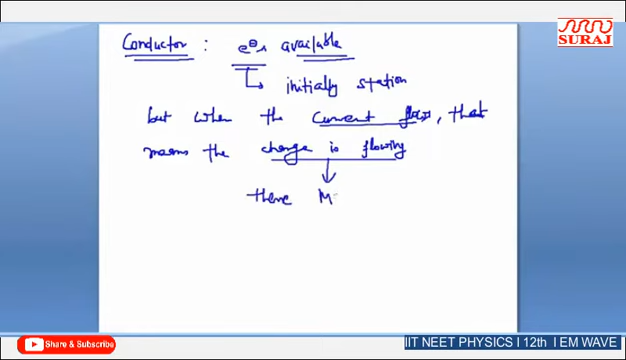 Conductor : e⊖s available
initially station
but when the current flows, that
means the charge is flowing
there M
SURAJ
Share & Subscribe
IIT NEET PHYSICS I 12th I EM WAVE